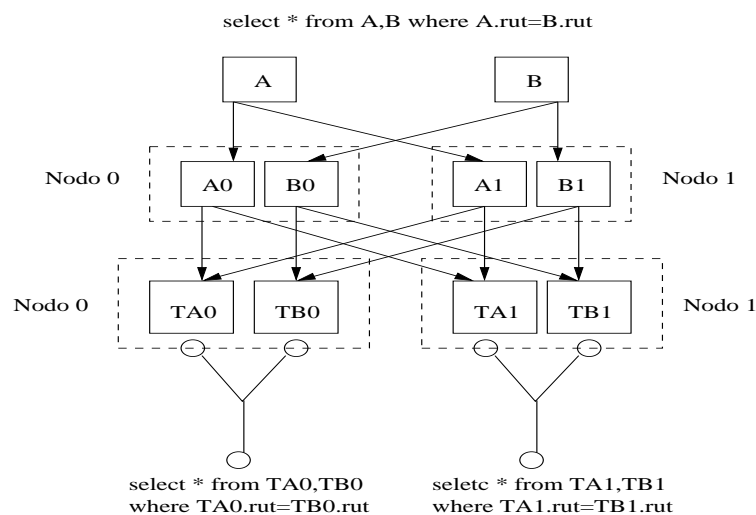 select * from A,B where A.rut=B.rut
A B
Nodo 0 A0 B0 A1 B1 Nodo 1
Nodo 0 TA0 TB0 TA1 TB1 Nodo 1
select * from TA0,TB0
where TA0.rut=TB0.rut
seletc * from TA1,TB1
where TA1.rut=TB1.rut